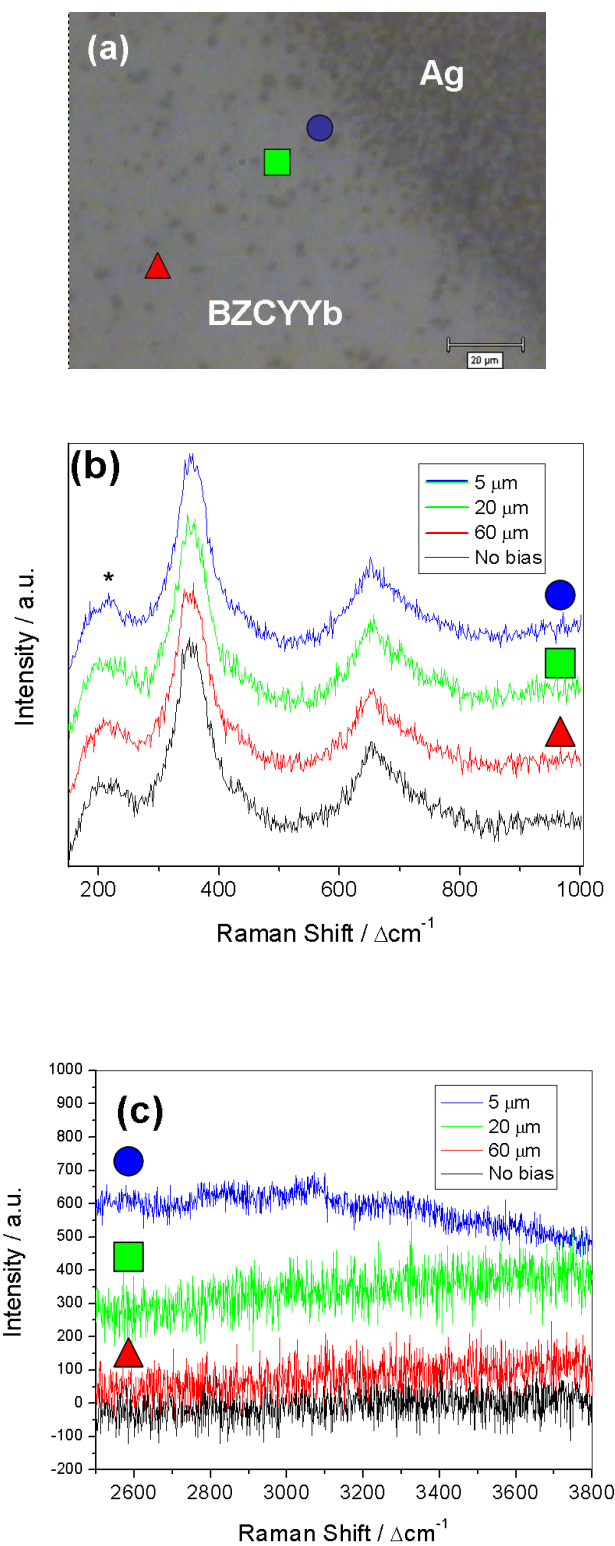 (a)
Ag
BZCYYb
20 µm
(b)
5 µm
20 µm
60 µm
No bias
*
Intensity / a.u.
200 400 600 800 1000
Raman Shift / Δcm⁻¹
(c)
5 µm
20 µm
60 µm
No bias
1000
900
800
700
600
500
400
300
200
100
0
-100
-200
Intensity / a.u.
2600 2800 3000 3200 3400 3600 3800
Raman Shift / Δcm⁻¹